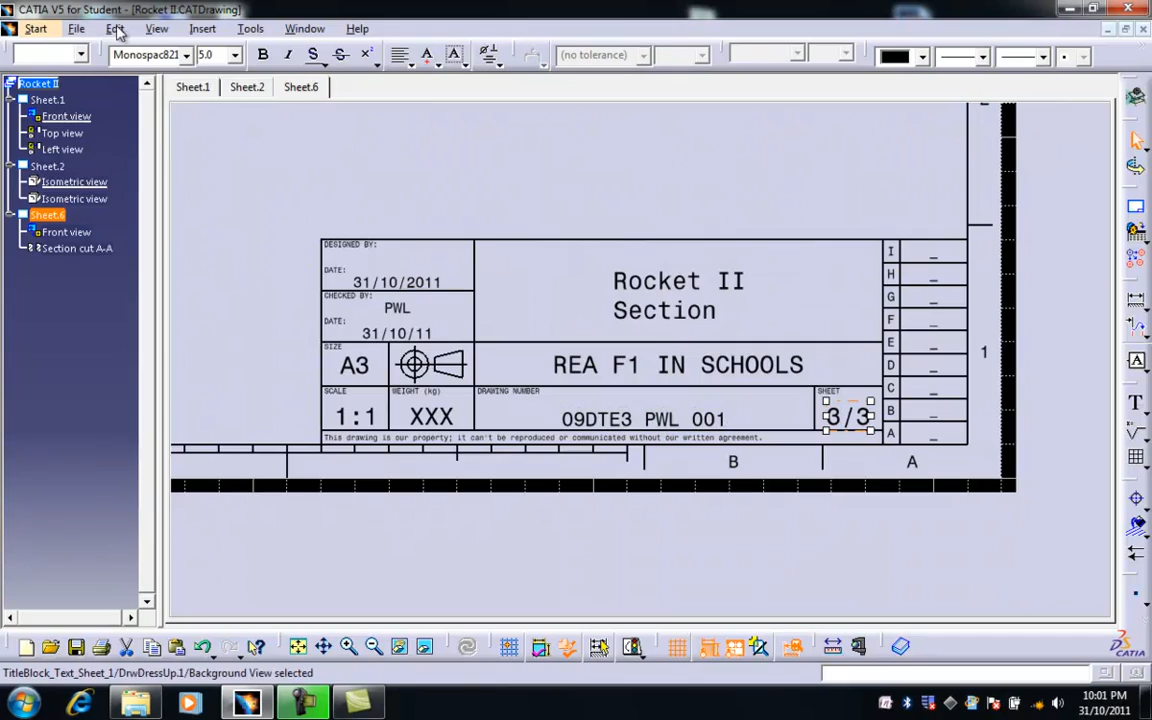 CATIA V5 for Student - [Rocket II.CATDrawing]
Start File Edit View Insert Tools Window Help
Monospac821 5.0 B I S x² A A (no tolerance)
Rocket II
Sheet.1
Front view
Top view
Left view
Sheet.2
Isometric view
Isometric view
Sheet.6
Front view
Section cut A-A
Sheet.1 Sheet.2 Sheet.6
DESIGNED BY:
DATE:
31/10/2011
CHECKED BY:
PWL
DATE:
31/10/11
Rocket II
Section
SIZE
A3
REA F1 IN SCHOOLS
SCALE
1:1
WEIGHT (kg)
XXX
DRAWING NUMBER
09DTE3 PWL 001
SHEET
3/3
This drawing is our property; it can't be reproduced or communicated without our written agreement.
I _
H _
G _
F _
E _
D _
C _
B _
A _
1
B A
CATIA
TitleBlock_Text_Sheet_1/DrwDressUp.1/Background View selected
10:01 PM
31/10/2011